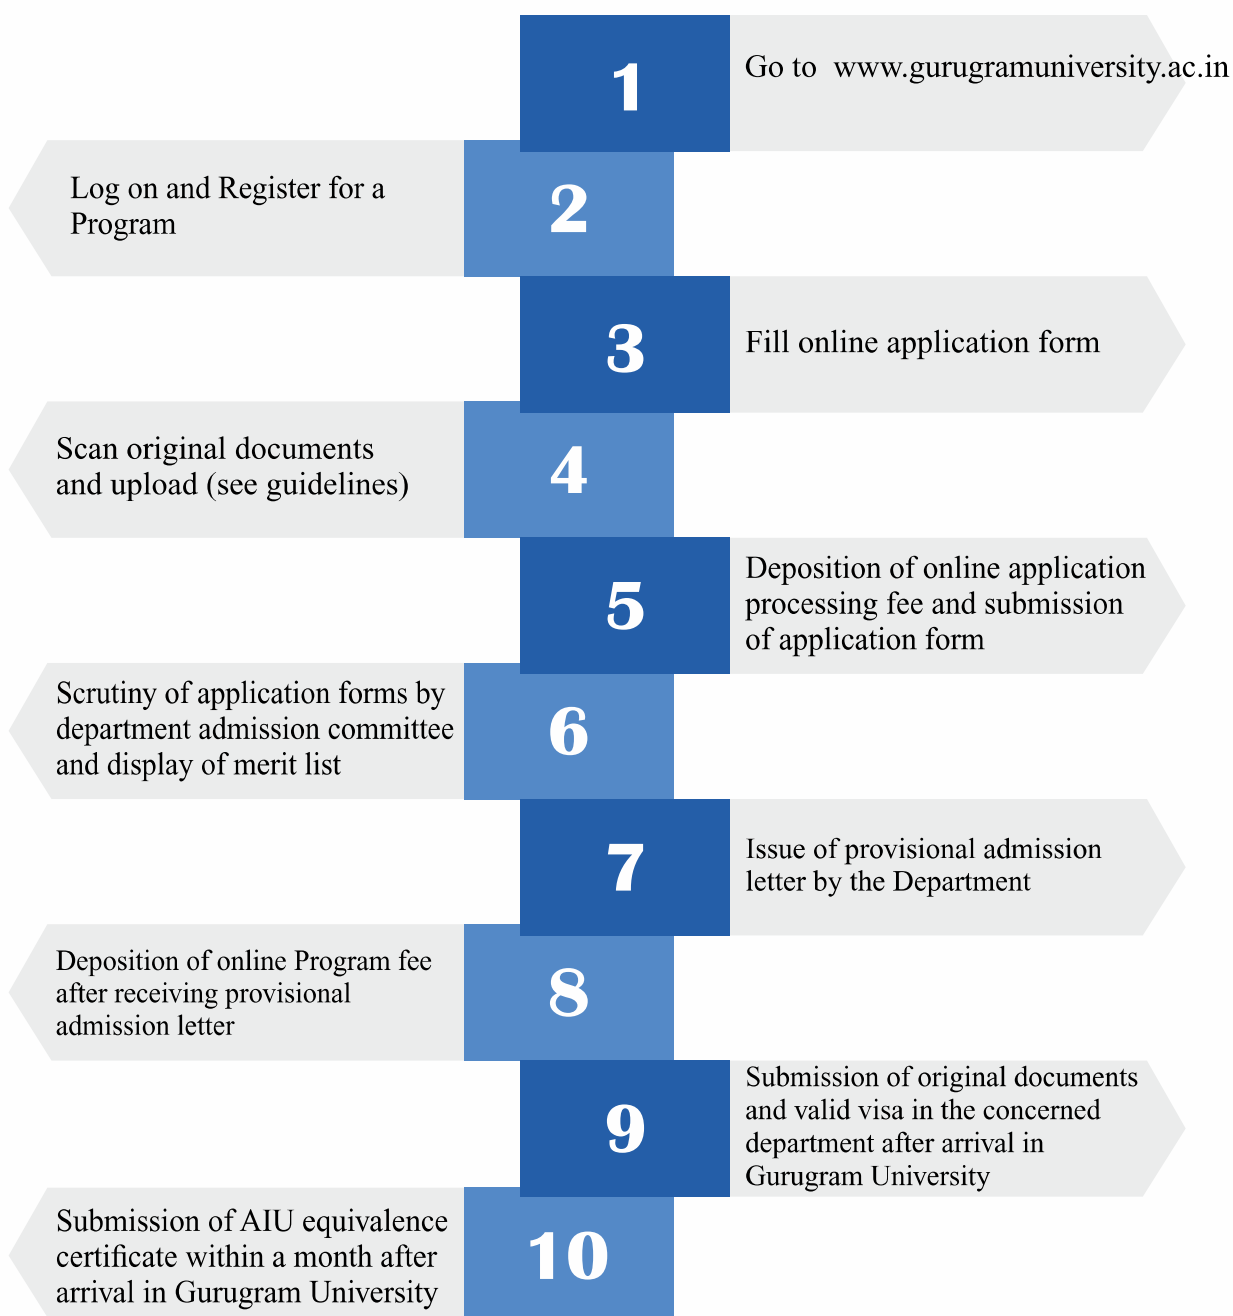 1
Go to  www.gurugramuniversity.ac.in
2
Log on and Register for a
Program
3
Fill online application form
4
Scan original documents
and upload (see guidelines)
5
Deposition of online application
processing fee and submission
of application form
6
Scrutiny of application forms by
department admission committee
and display of merit list
7
Issue of provisional admission
letter by the Department
8
Deposition of online Program fee
after receiving provisional
admission letter
9
Submission of original documents
and valid visa in the concerned
department after arrival in
Gurugram University
10
Submission of AIU equivalence
certificate within a month after
arrival in Gurugram University